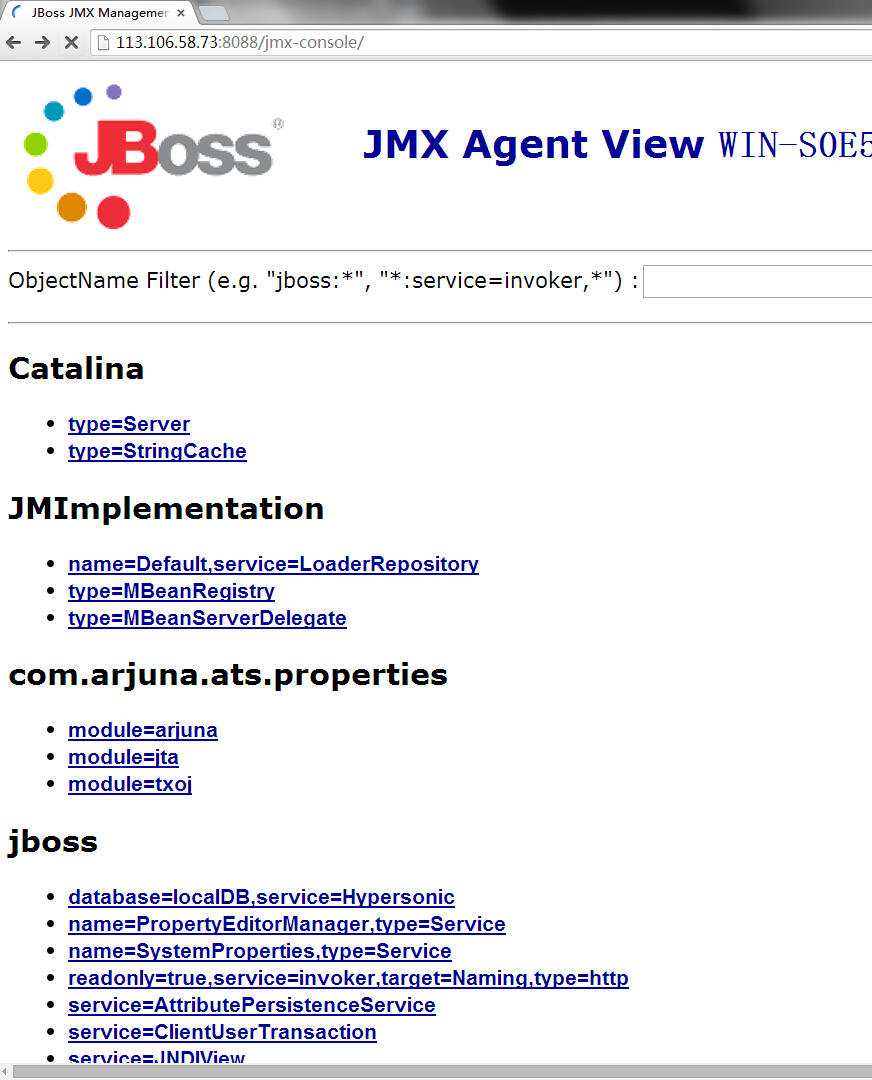 JBoss JMX Management
113.106.58.73:8088/jmx-console/
JBoss®
JMX Agent View WIN-S0E5
ObjectName Filter (e.g. "jboss:*", "*:service=invoker,*") :
Catalina
type=Server
type=StringCache
JMImplementation
name=Default,service=LoaderRepository
type=MBeanRegistry
type=MBeanServerDelegate
com.arjuna.ats.properties
module=arjuna
module=jta
module=txoj
jboss
database=localDB,service=Hypersonic
name=PropertyEditorManager,type=Service
name=SystemProperties,type=Service
readonly=true,service=invoker,target=Naming,type=http
service=AttributePersistenceService
service=ClientUserTransaction
service=JNDIView